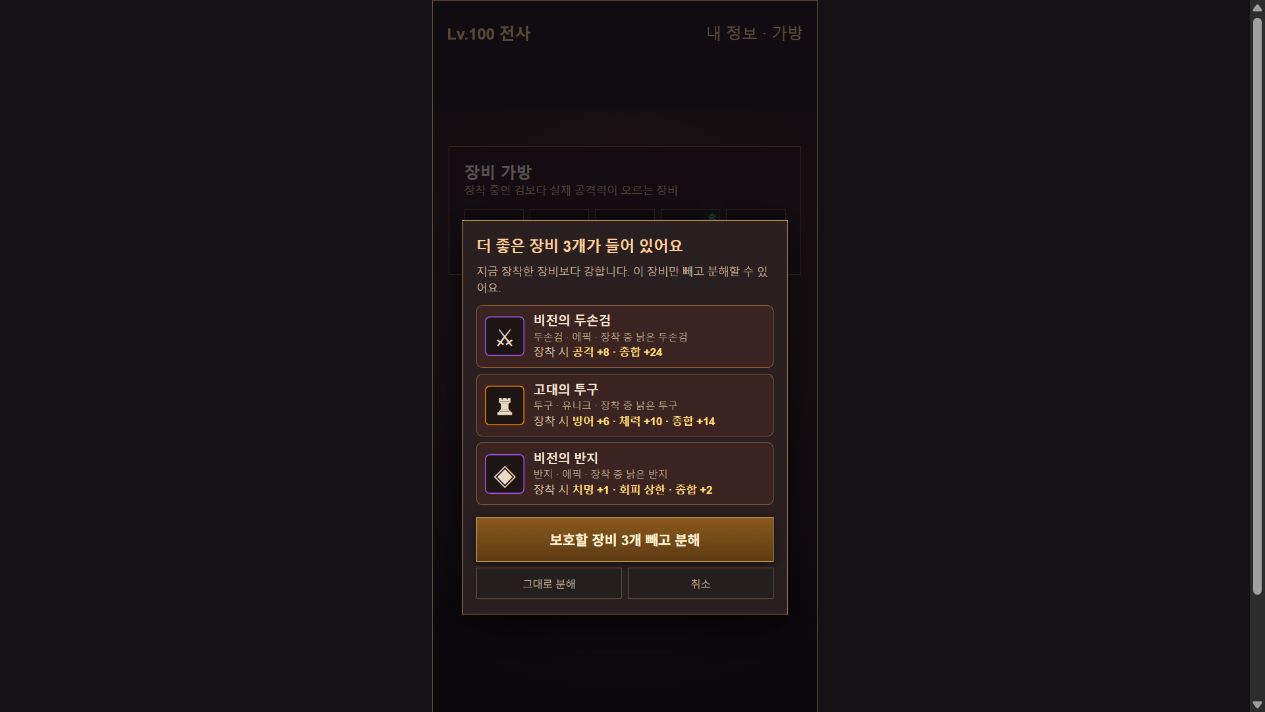 Lv.100 전사
내 정보 · 가방
장비 가방
장착 중인 검보다 실제 공격력이 오르는 장비
더 좋은 장비 3개가 들어 있어요
지금 장착한 장비보다 강합니다. 이 장비만 빼고 분해할 수 있
어요.
비전의 두손검
두손검 · 에픽 · 장착 중 낡은 두손검
장착 시 공격 +8 · 종합 +24
고대의 투구
투구 · 유니크 · 장착 중 낡은 투구
장착 시 방어 +6 · 체력 +10 · 종합 +14
비전의 반지
반지 · 에픽 · 장착 중 낡은 반지
장착 시 치명 +1 · 회피 상한 · 종합 +2
보호할 장비 3개 빼고 분해
그대로 분해
취소